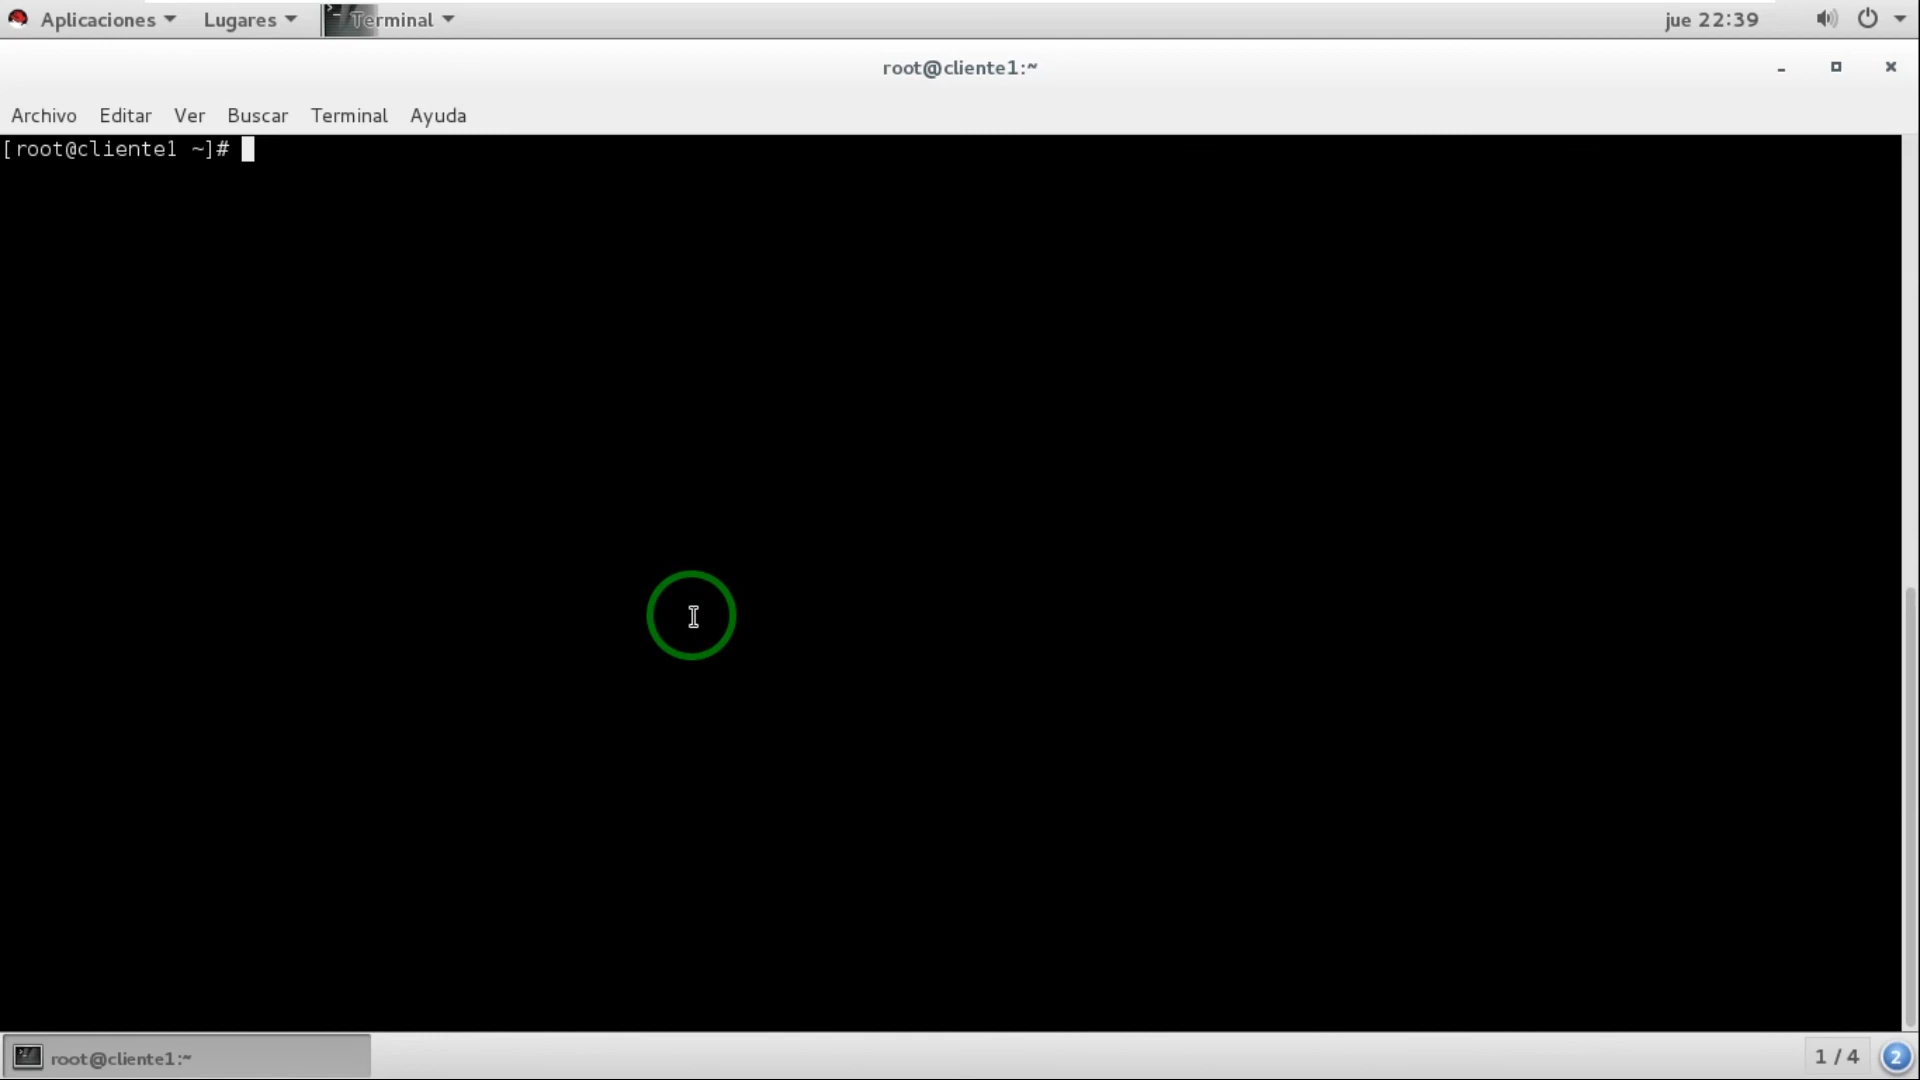 Aplicaciones Lugares Terminal jue 22:39
root@cliente1:~
Archivo Editar Ver Buscar Terminal Ayuda
[root@cliente1 ~]#
root@cliente1:~ 1 / 4 2